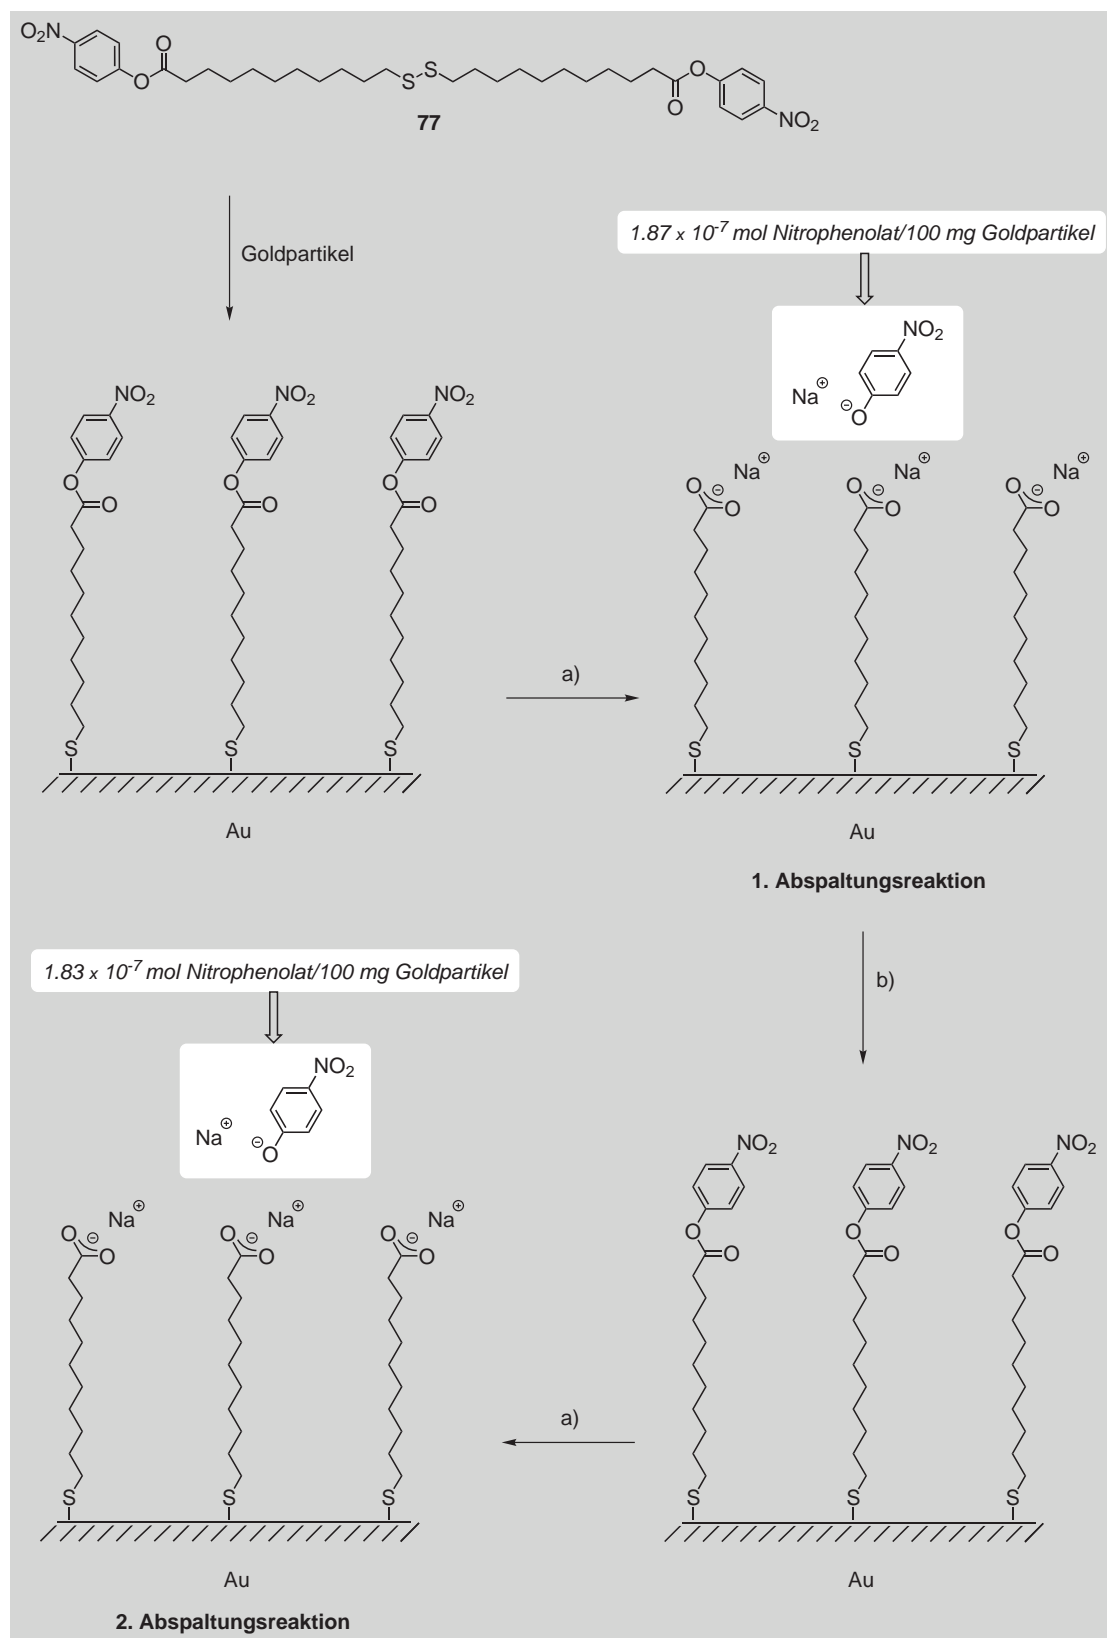 O₂N
O
O
S
S
O
O
NO₂
77
Goldpartikel
1.87 x 10⁻⁷ mol Nitrophenolat/100 mg Goldpartikel
NO₂
Na⊕
⊖
O
NO₂ NO₂ NO₂
O O O
O O O
S S S
Au
a)
Na⊕ Na⊕ Na⊕
O⊖ O⊖ O⊖
O O O
S S S
Au
1. Abspaltungsreaktion
b)
NO₂ NO₂ NO₂
O O O
O O O
S S S
Au
a)
1.83 x 10⁻⁷ mol Nitrophenolat/100 mg Goldpartikel
NO₂
Na⊕
⊖
O
Na⊕ Na⊕ Na⊕
O⊖ O⊖ O⊖
O O O
S S S
Au
2. Abspaltungsreaktion